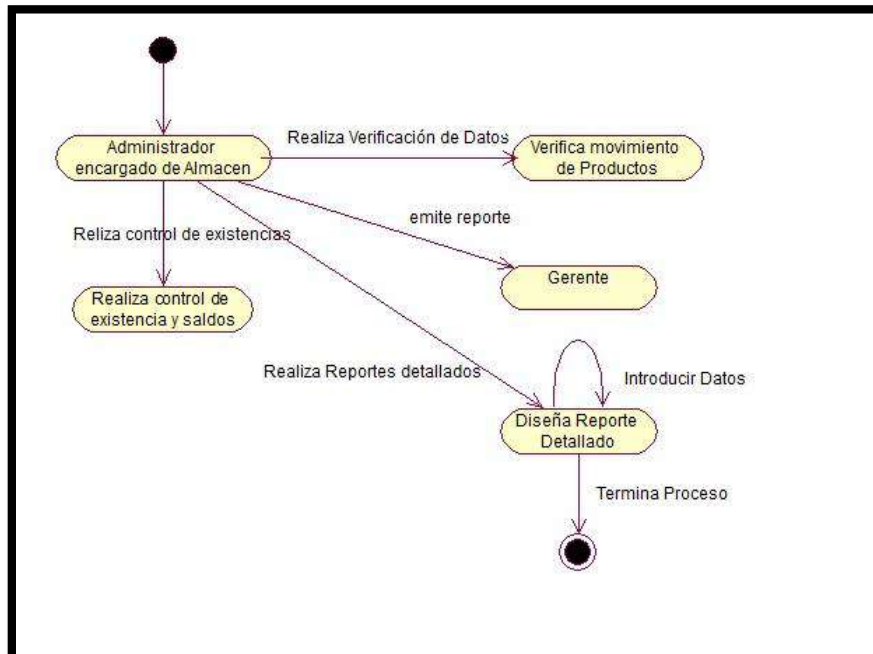 Administrador
encargado de Almacen
Realiza Verificación de Datos
Verifica movimiento
de Productos
emite reporte
Reliza control de existencias
Gerente
Realiza control de
existencia y saldos
Realiza Reportes detallados
Introducir Datos
Diseña Reporte
Detallado
Termina Proceso